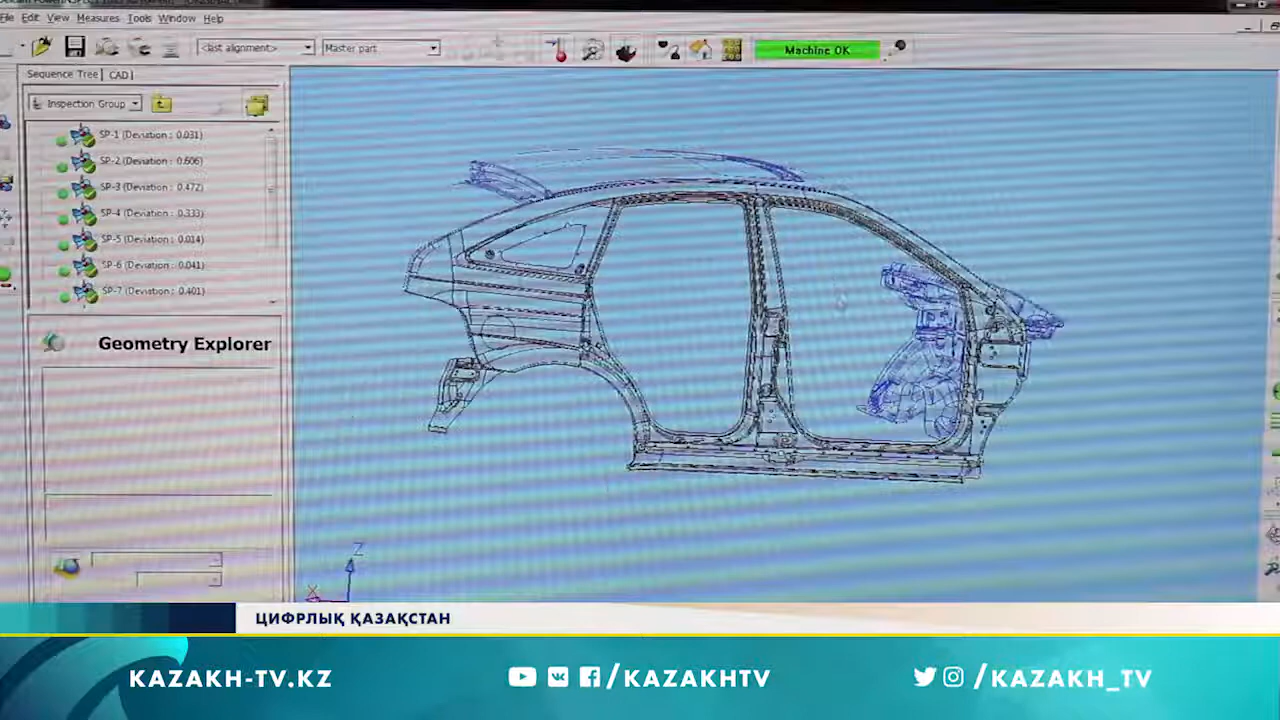 File Edit View Measures Tools Window Help
<last alignment> Master part Machine OK
Sequence Tree CAD
Inspection Group
SP-1 (Deviation : 0.031)
SP-2 (Deviation : 0.606)
SP-3 (Deviation : 0.472)
SP-4 (Deviation : 0.333)
SP-5 (Deviation : 0.014)
SP-6 (Deviation : 0.041)
SP-7 (Deviation : 0.401)
Geometry Explorer
Z
X
ЦИФРЛЫҚ ҚАЗАҚСТАН
KAZAKH-TV.KZ
/KAZAKHTV
/KAZAKH_TV